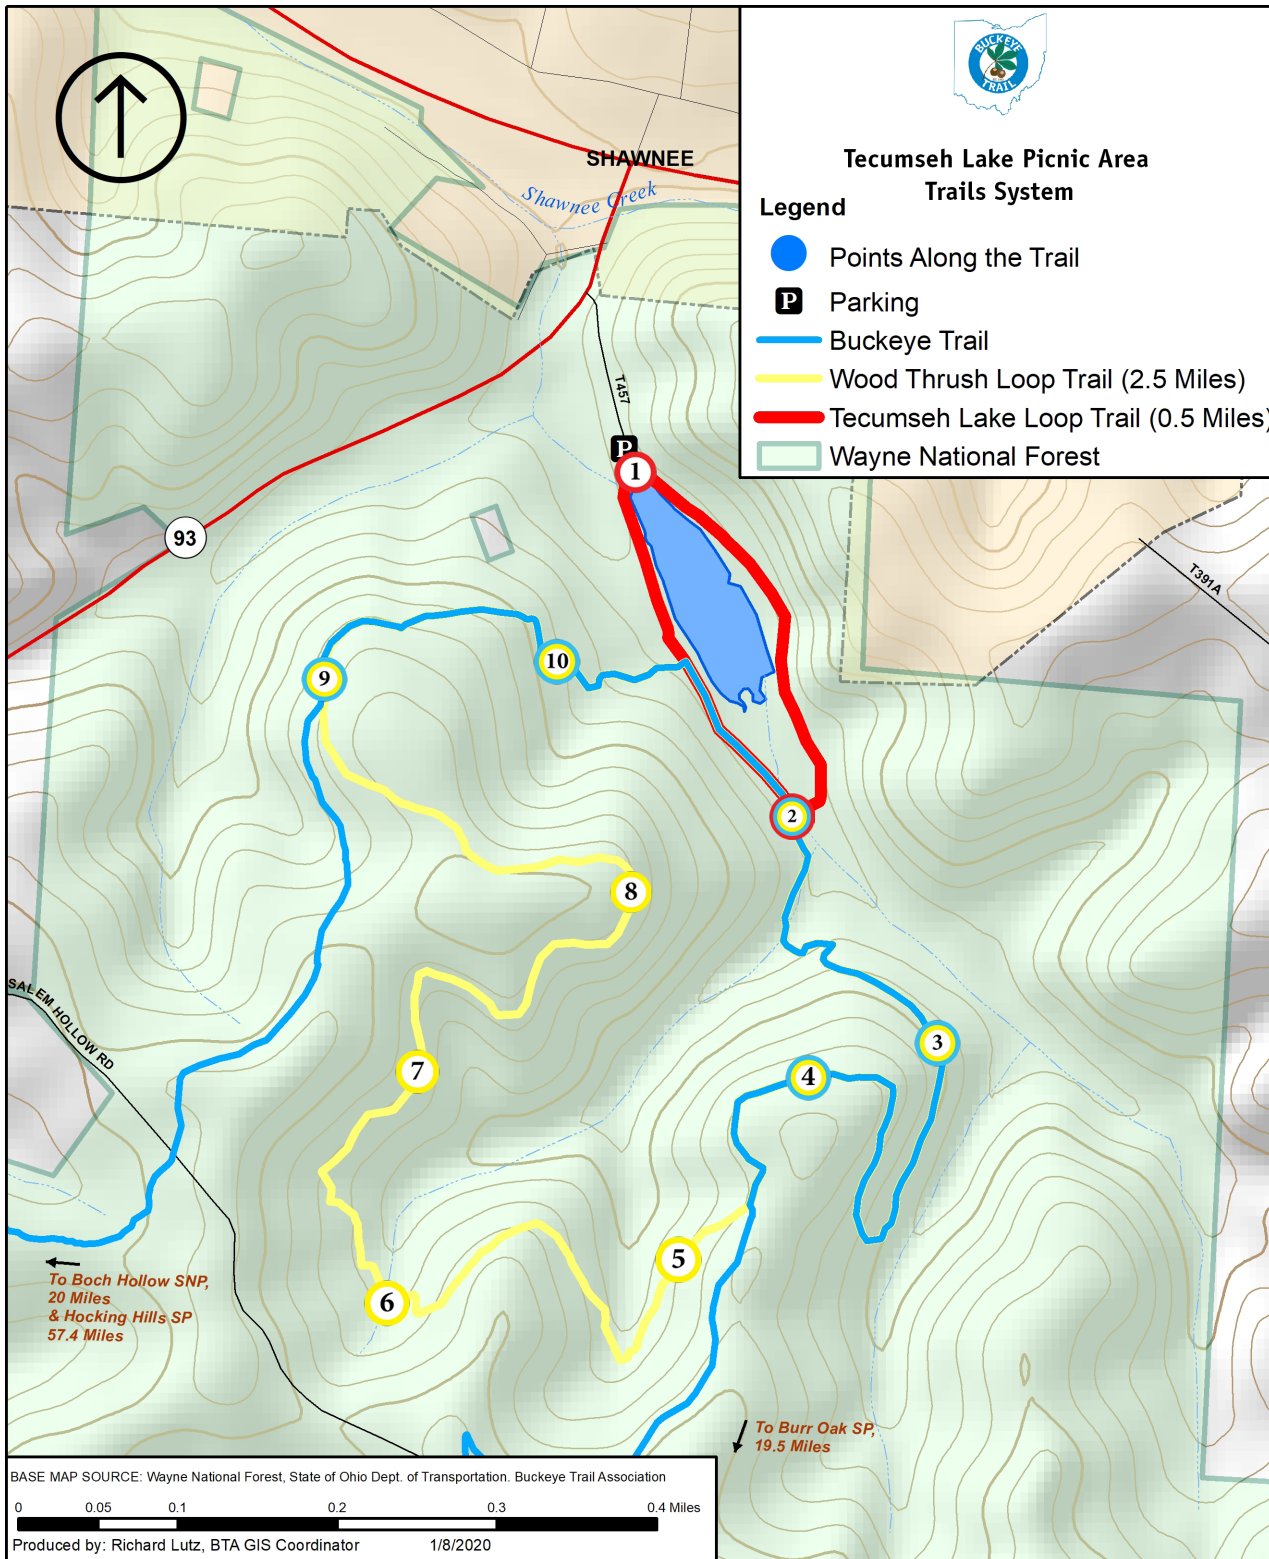 BUCKEYE
TRAIL
Tecumseh Lake Picnic Area
Trails System
Legend
Points Along the Trail
P Parking
Buckeye Trail
Wood Thrush Loop Trail (2.5 Miles)
Tecumseh Lake Loop Trail (0.5 Miles)
Wayne National Forest
SHAWNEE
Shawnee Creek
T457
P
1
93
T391A
10
9
2
8
SALEM HOLLOW RD
3
7
4
5
6
To Boch Hollow SNP,
20 Miles
& Hocking Hills SP
57.4 Miles
To Burr Oak SP,
19.5 Miles
BASE MAP SOURCE: Wayne National Forest, State of Ohio Dept. of Transportation. Buckeye Trail Association
0 0.05 0.1 0.2 0.3 0.4 Miles
Produced by: Richard Lutz, BTA GIS Coordinator 1/8/2020